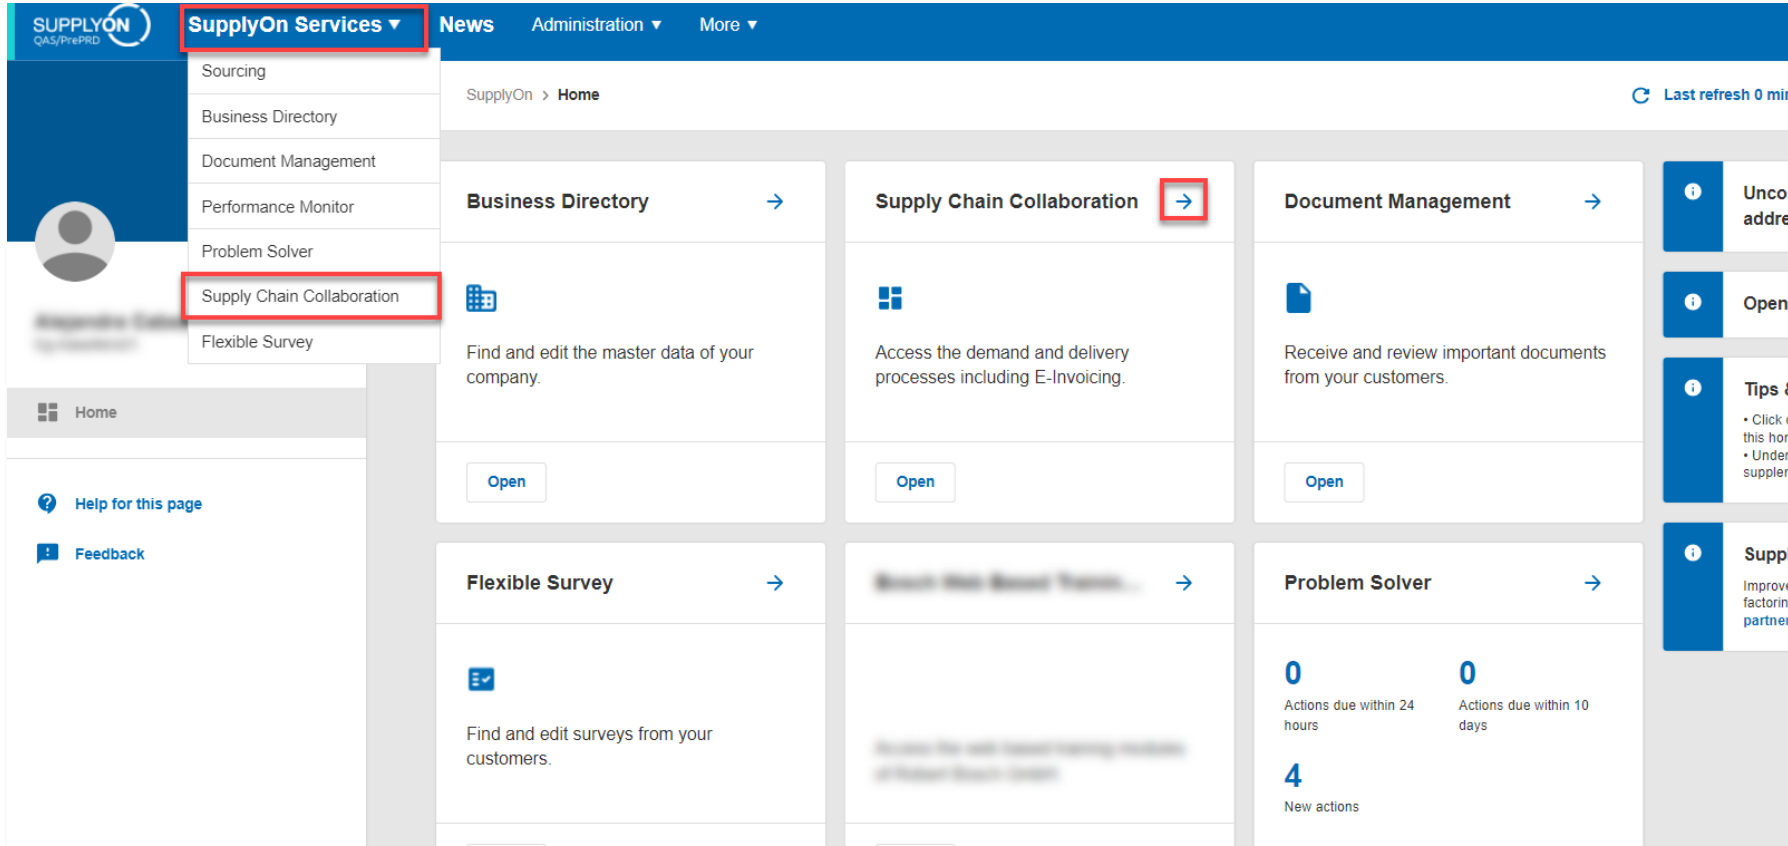 SUPPLYON
QAS/PrePRD
SupplyOn Services ▼
News
Administration ▼
More ▼
Sourcing
Business Directory
Document Management
Performance Monitor
Problem Solver
Supply Chain Collaboration
Flexible Survey
Home
Help for this page
Feedback
SupplyOn > Home
Last refresh 0 min
Business Directory
Find and edit the master data of your
company.
Open
Supply Chain Collaboration
Access the demand and delivery
processes including E-Invoicing.
Open
Document Management
Receive and review important documents
from your customers.
Open
Flexible Survey
Find and edit surveys from your
customers.
Problem Solver
0
Actions due within 24
hours
0
Actions due within 10
days
4
New actions
Unco
addre
Open
Tips &
• Click
this hor
• Under
suppler
Suppl
Improve
factorin
partner